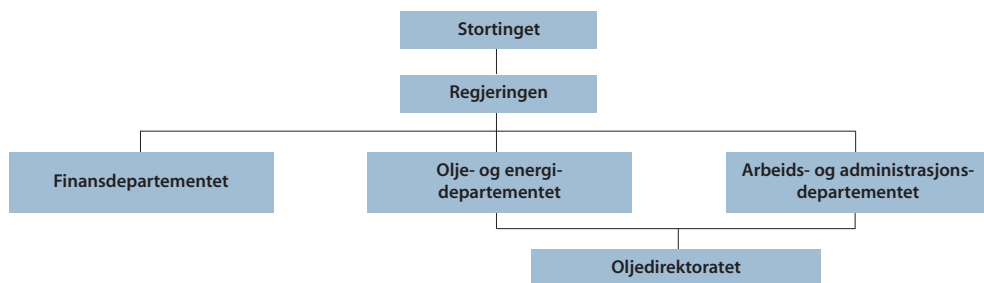 Stortinget
Regjeringen
Finansdepartementet
Olje- og energi-
departementet
Arbeids- og administrasjons-
departementet
Oljedirektoratet